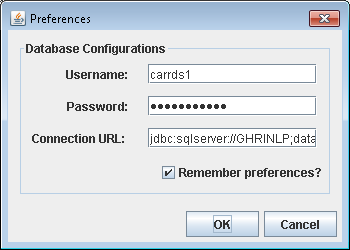 Preferences
Database Configurations
Username: carrds1
Password: ●●●●●●●●●●●
Connection URL: jdbc:sqlserver://GHRINLP;data
Remember preferences?
OK Cancel